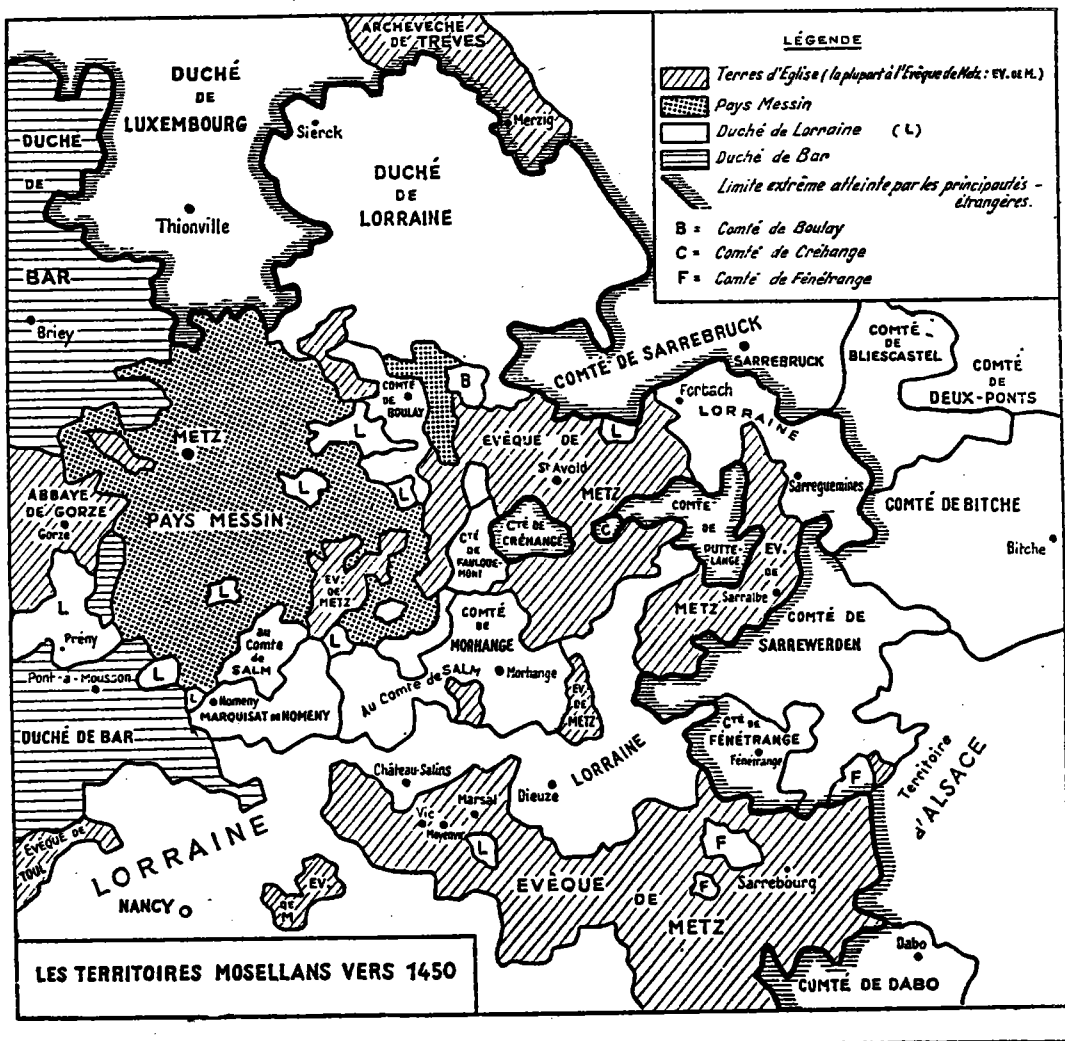 LÉGENDE
Terres d'Eglise (la plupart à l'Evêque de Metz : EV. DE M.)
Pays Messin
Duché de Lorraine (L)
Duché de Bar
Limite extrême atteinte par les principautés -
étrangères.
B = Comté de Boulay
C = Comté de Créhange
F = Comté de Fénétrange
ARCHEVÊCHÉ
DE TRÈVES
DUCHÉ
DE
LUXEMBOURG
Sierck
Merzig
DUCHÉ
DE
BAR
DUCHÉ
DE
LORRAINE
Thionville
Briey
COMTÉ DE SARREBRUCK
SARREBRUCK
COMTÉ
DE
BLIESCASTEL
COMTÉ
DE
DEUX-PONTS
COMTÉ
DE
BOULAY
B
Forbach
LORRAINE
L
L
METZ
EVÊQUE DE
METZ
St Avold
Sarreguemines
COMTÉ DE BITCHE
Bitche
ABBAYE
DE GORZE
Gorze
L
L
PAYS MESSIN
CTÉ DE
CRÉHANGE
C
COMTÉ
DE
PUTTE-
LANGE
CTÉ
DE
FAULQUE-
MONT
EV.
DE
METZ
EV. DE
METZ
Sarralbe
L
L
COMTÉ
DE
MORHANGE
COMTÉ DE
SARREWERDEN
Prény
au
Comte
de
SALM
L
Pont-à-Mousson
L
L
Nomeny
MARQUISAT DE NOMENY
Au Comte de SALM
Morhange
EV.
DE
METZ
DUCHÉ DE BAR
CTÉ DE
FÉNÉTRANGE
Fénétrange
F
Territoire
d'ALSACE
Château-Salins
LORRAINE
Dieuze
Marsal
Vic
Moyenvic
L
F
F
Sarrebourg
EVÊQUE DE
TOUL
LORRAINE
NANCY
EV.
DE
M
EVÊQUE
DE
METZ
Dabo
COMTÉ DE DABO
LES TERRITOIRES MOSELLANS VERS 1450